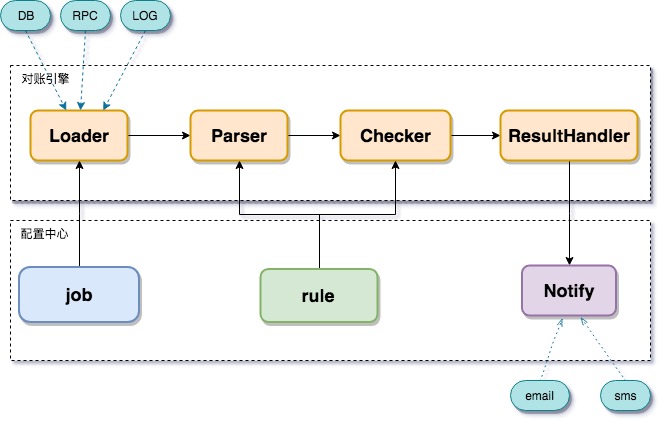 DB
RPC
LOG
对账引擎
Loader
Parser
Checker
ResultHandler
配置中心
job
rule
Notify
email
sms